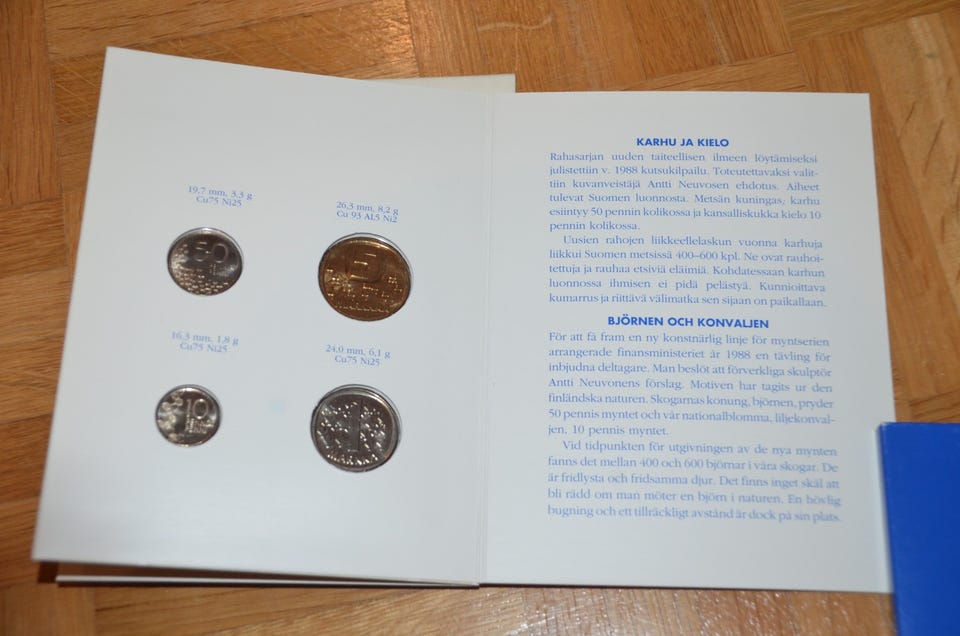 19,7 mm, 3,3 g
Cu75 Ni25
50
26,3 mm, 8,2 g
Cu 93 Al5 Ni2
5
16,3 mm, 1,8 g
Cu75 Ni25
10
24,0 mm, 6,1 g
Cu75 Ni25
1
MARKKA
KARHU JA KIELO
Rahasarjan uuden taiteellisen ilmeen löytämiseksi
julistettiin v. 1988 kutsukilpailu. Toteutettavaksi valit-
tiin kuvanveistäjä Antti Neuvosen ehdotus. Aiheet
tulevat Suomen luonnosta. Metsän kuningas, karhu
esiintyy 50 pennin kolikossa ja kansalliskukka kielo 10
pennin kolikossa.
Uusien rahojen liikkeellelaskun vuonna karhuja
liikkui Suomen metsissä 400–600 kpl. Ne ovat rauhoi-
tettuja ja rauhaa etsiviä eläimiä. Kohdatessaan karhun
luonnossa ihmisen ei pidä pelästyä. Kunnioittava
kumarrus ja riittävä välimatka sen sijaan on paikallaan.
BJÖRNEN OCH KONVALJEN
För att få fram en ny konstnärlig linje för myntserien
arrangerade finansministeriet år 1988 en tävling för
inbjudna deltagare. Man beslöt att förverkliga skulptör
Antti Neuvonens förslag. Motiven har tagits ur den
finländska naturen. Skogarnas konung, björnen, pryder
50 pennis myntet och vår nationalblomma, liljekonval-
jen, 10 pennis myntet.
Vid tidpunkten för utgivningen av de nya mynten
fanns det mellan 400 och 600 björnar i våra skogar. De
är fridlysta och fridsamma djur. Det finns inget skäl att
bli rädd om man möter en björn i naturen. En hövlig
bugning och ett tillräckligt avstånd är dock på sin plats.